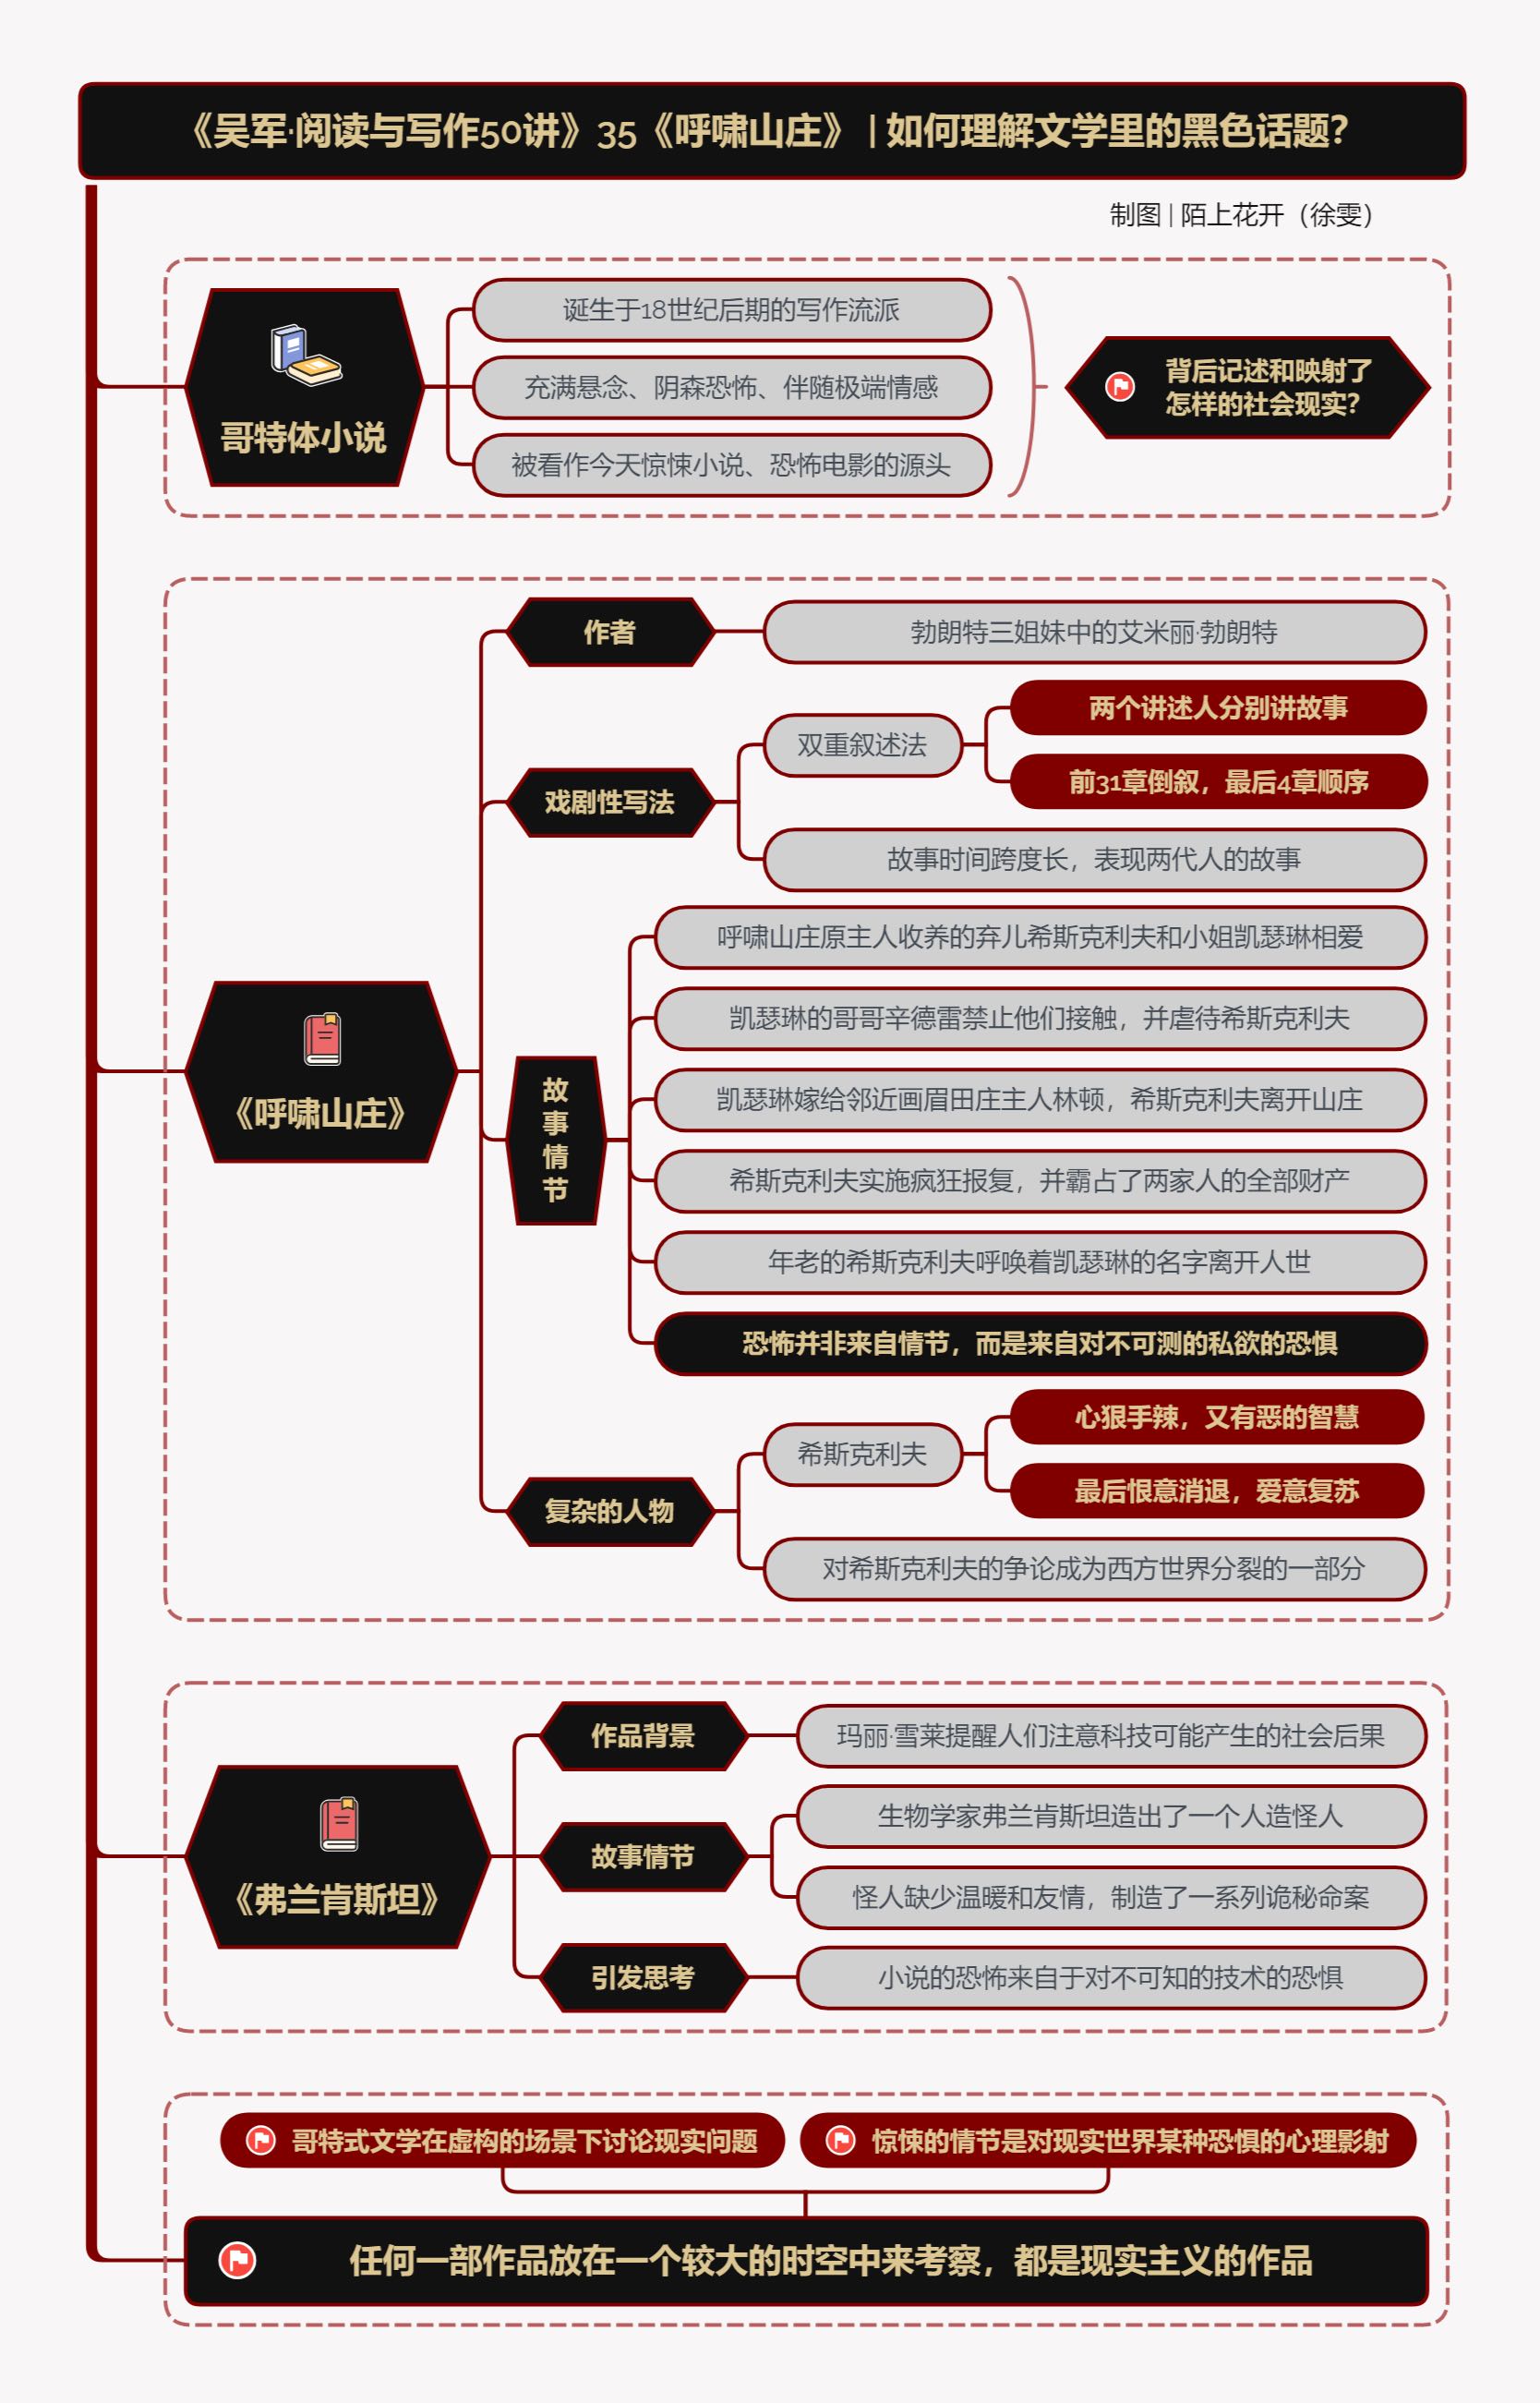 《吴军·阅读与写作50讲》35《呼啸山庄》 | 如何理解文学里的黑色话题？
制图 | 陌上花开（徐雯）
哥特体小说
诞生于18世纪后期的写作流派
充满悬念、阴森恐怖、伴随极端情感
被看作今天惊悚小说、恐怖电影的源头
背后记述和映射了
怎样的社会现实？
《呼啸山庄》
作者
勃朗特三姐妹中的艾米丽·勃朗特
戏剧性写法
双重叙述法
两个讲述人分别讲故事
前31章倒叙，最后4章顺序
故事时间跨度长，表现两代人的故事
故
事
情
节
呼啸山庄原主人收养的弃儿希斯克利夫和小姐凯瑟琳相爱
凯瑟琳的哥哥辛德雷禁止他们接触，并虐待希斯克利夫
凯瑟琳嫁给邻近画眉田庄主人林顿，希斯克利夫离开山庄
希斯克利夫实施疯狂报复，并霸占了两家人的全部财产
年老的希斯克利夫呼唤着凯瑟琳的名字离开人世
恐怖并非来自情节，而是来自对不可测的私欲的恐惧
复杂的人物
希斯克利夫
心狠手辣，又有恶的智慧
最后恨意消退，爱意复苏
对希斯克利夫的争论成为西方世界分裂的一部分
《弗兰肯斯坦》
作品背景
玛丽·雪莱提醒人们注意科技可能产生的社会后果
故事情节
生物学家弗兰肯斯坦造出了一个人造怪人
怪人缺少温暖和友情，制造了一系列诡秘命案
引发思考
小说的恐怖来自于对不可知的技术的恐惧
哥特式文学在虚构的场景下讨论现实问题
惊悚的情节是对现实世界某种恐惧的心理影射
任何一部作品放在一个较大的时空中来考察，都是现实主义的作品